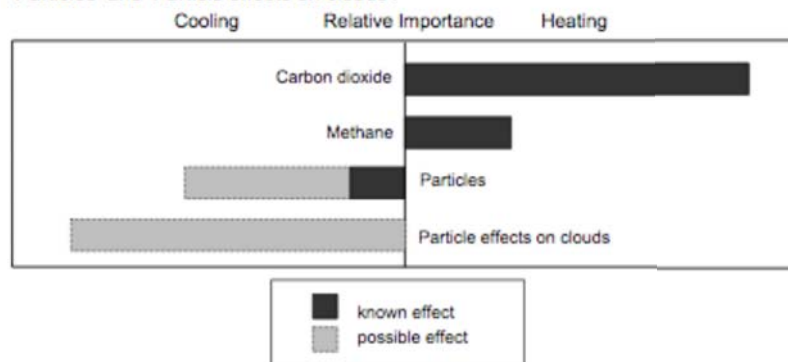 Cooling Relative Importance Heating
Carbon dioxide
Methane
Particles
Particle effects on clouds
known effect
possible effect